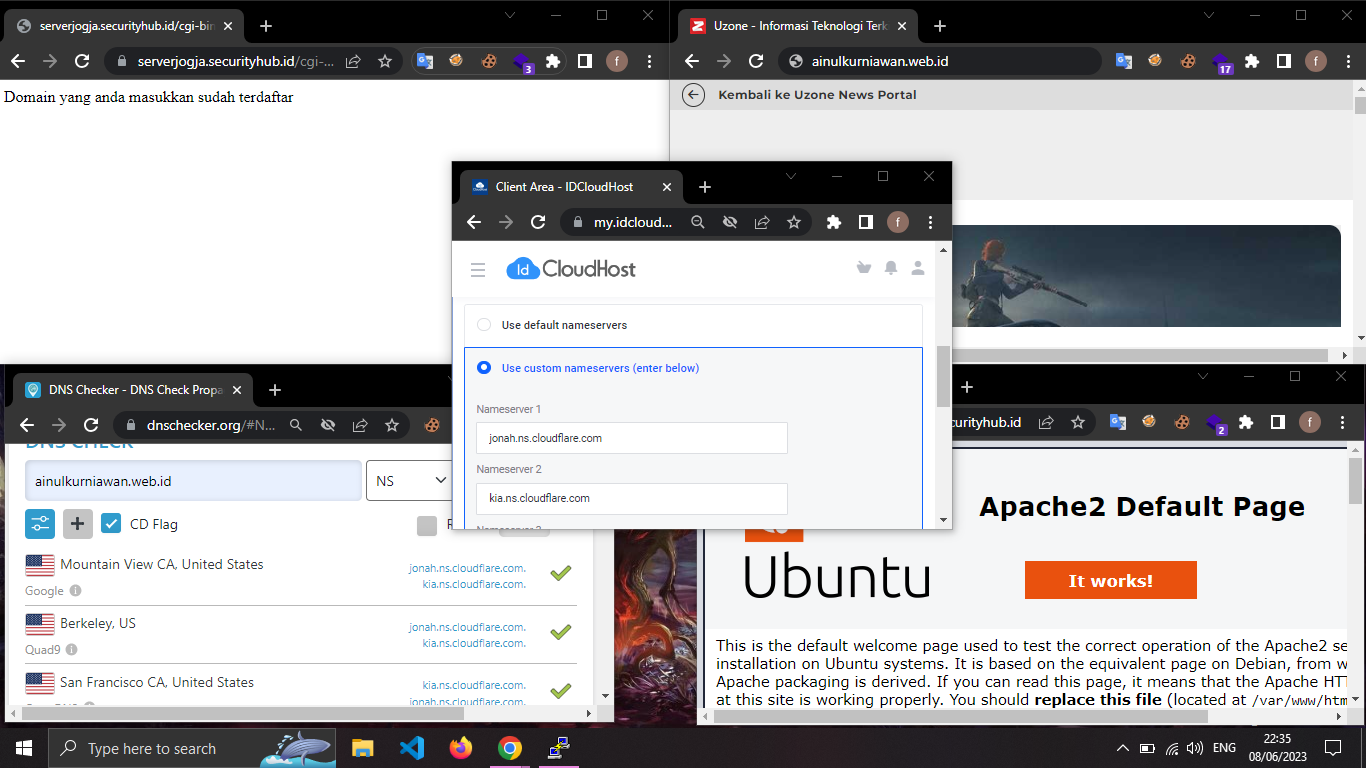 serverjogja.securityhub.id/cgi-bin
serverjogja.securityhub.id/cgi-...
3
f
Domain yang anda masukkan sudah terdaftar
Uzone - Informasi Teknologi Terk
ainulkurniawan.web.id
17
f
Kembali ke Uzone News Portal
Client Area - IDCloudHost
my.idcloud...
f
Id CloudHost
Use default nameservers
Use custom nameservers (enter below)
Nameserver 1
jonah.ns.cloudflare.com
Nameserver 2
kia.ns.cloudflare.com
DNS Checker - DNS Check Propa
dnschecker.org/#N...
DNS CHECK
ainulkurniawan.web.id
NS
CD Flag
Mountain View CA, United States
Google
jonah.ns.cloudflare.com.
kia.ns.cloudflare.com.
Berkeley, US
Quad9
jonah.ns.cloudflare.com.
kia.ns.cloudflare.com.
San Francisco CA, United States
kia.ns.cloudflare.com.
jonah.ns.cloudflare.com.
curityhub.id
2
f
Apache2 Default Page
Ubuntu
It works!
This is the default welcome page used to test the correct operation of the Apache2 se
installation on Ubuntu systems. It is based on the equivalent page on Debian, from w
Apache packaging is derived. If you can read this page, it means that the Apache HTT
at this site is working properly. You should replace this file (located at /var/www/htm
Type here to search
ENG
22:35
08/06/2023